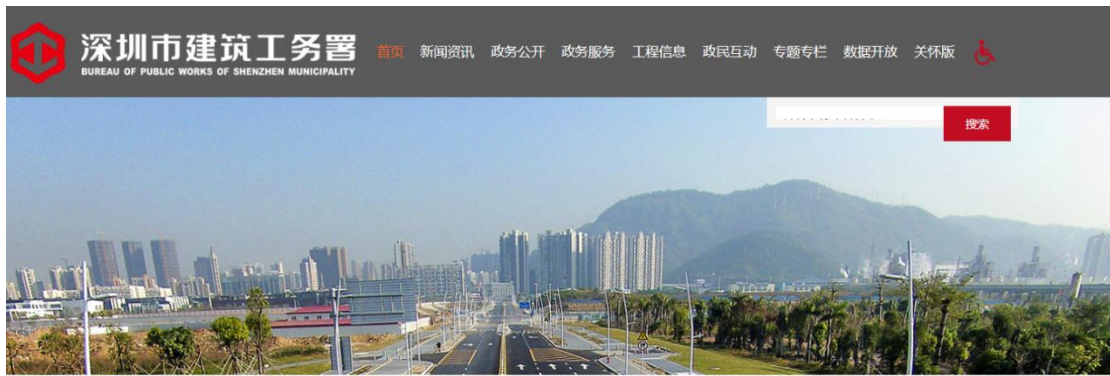 深圳市建筑工务署
BUREAU OF PUBLIC WORKS OF SHENZHEN MUNICIPALITY
首页 新闻资讯 政务公开 政务服务 工程信息 政民互动 专题专栏 数据开放 关怀版
搜索